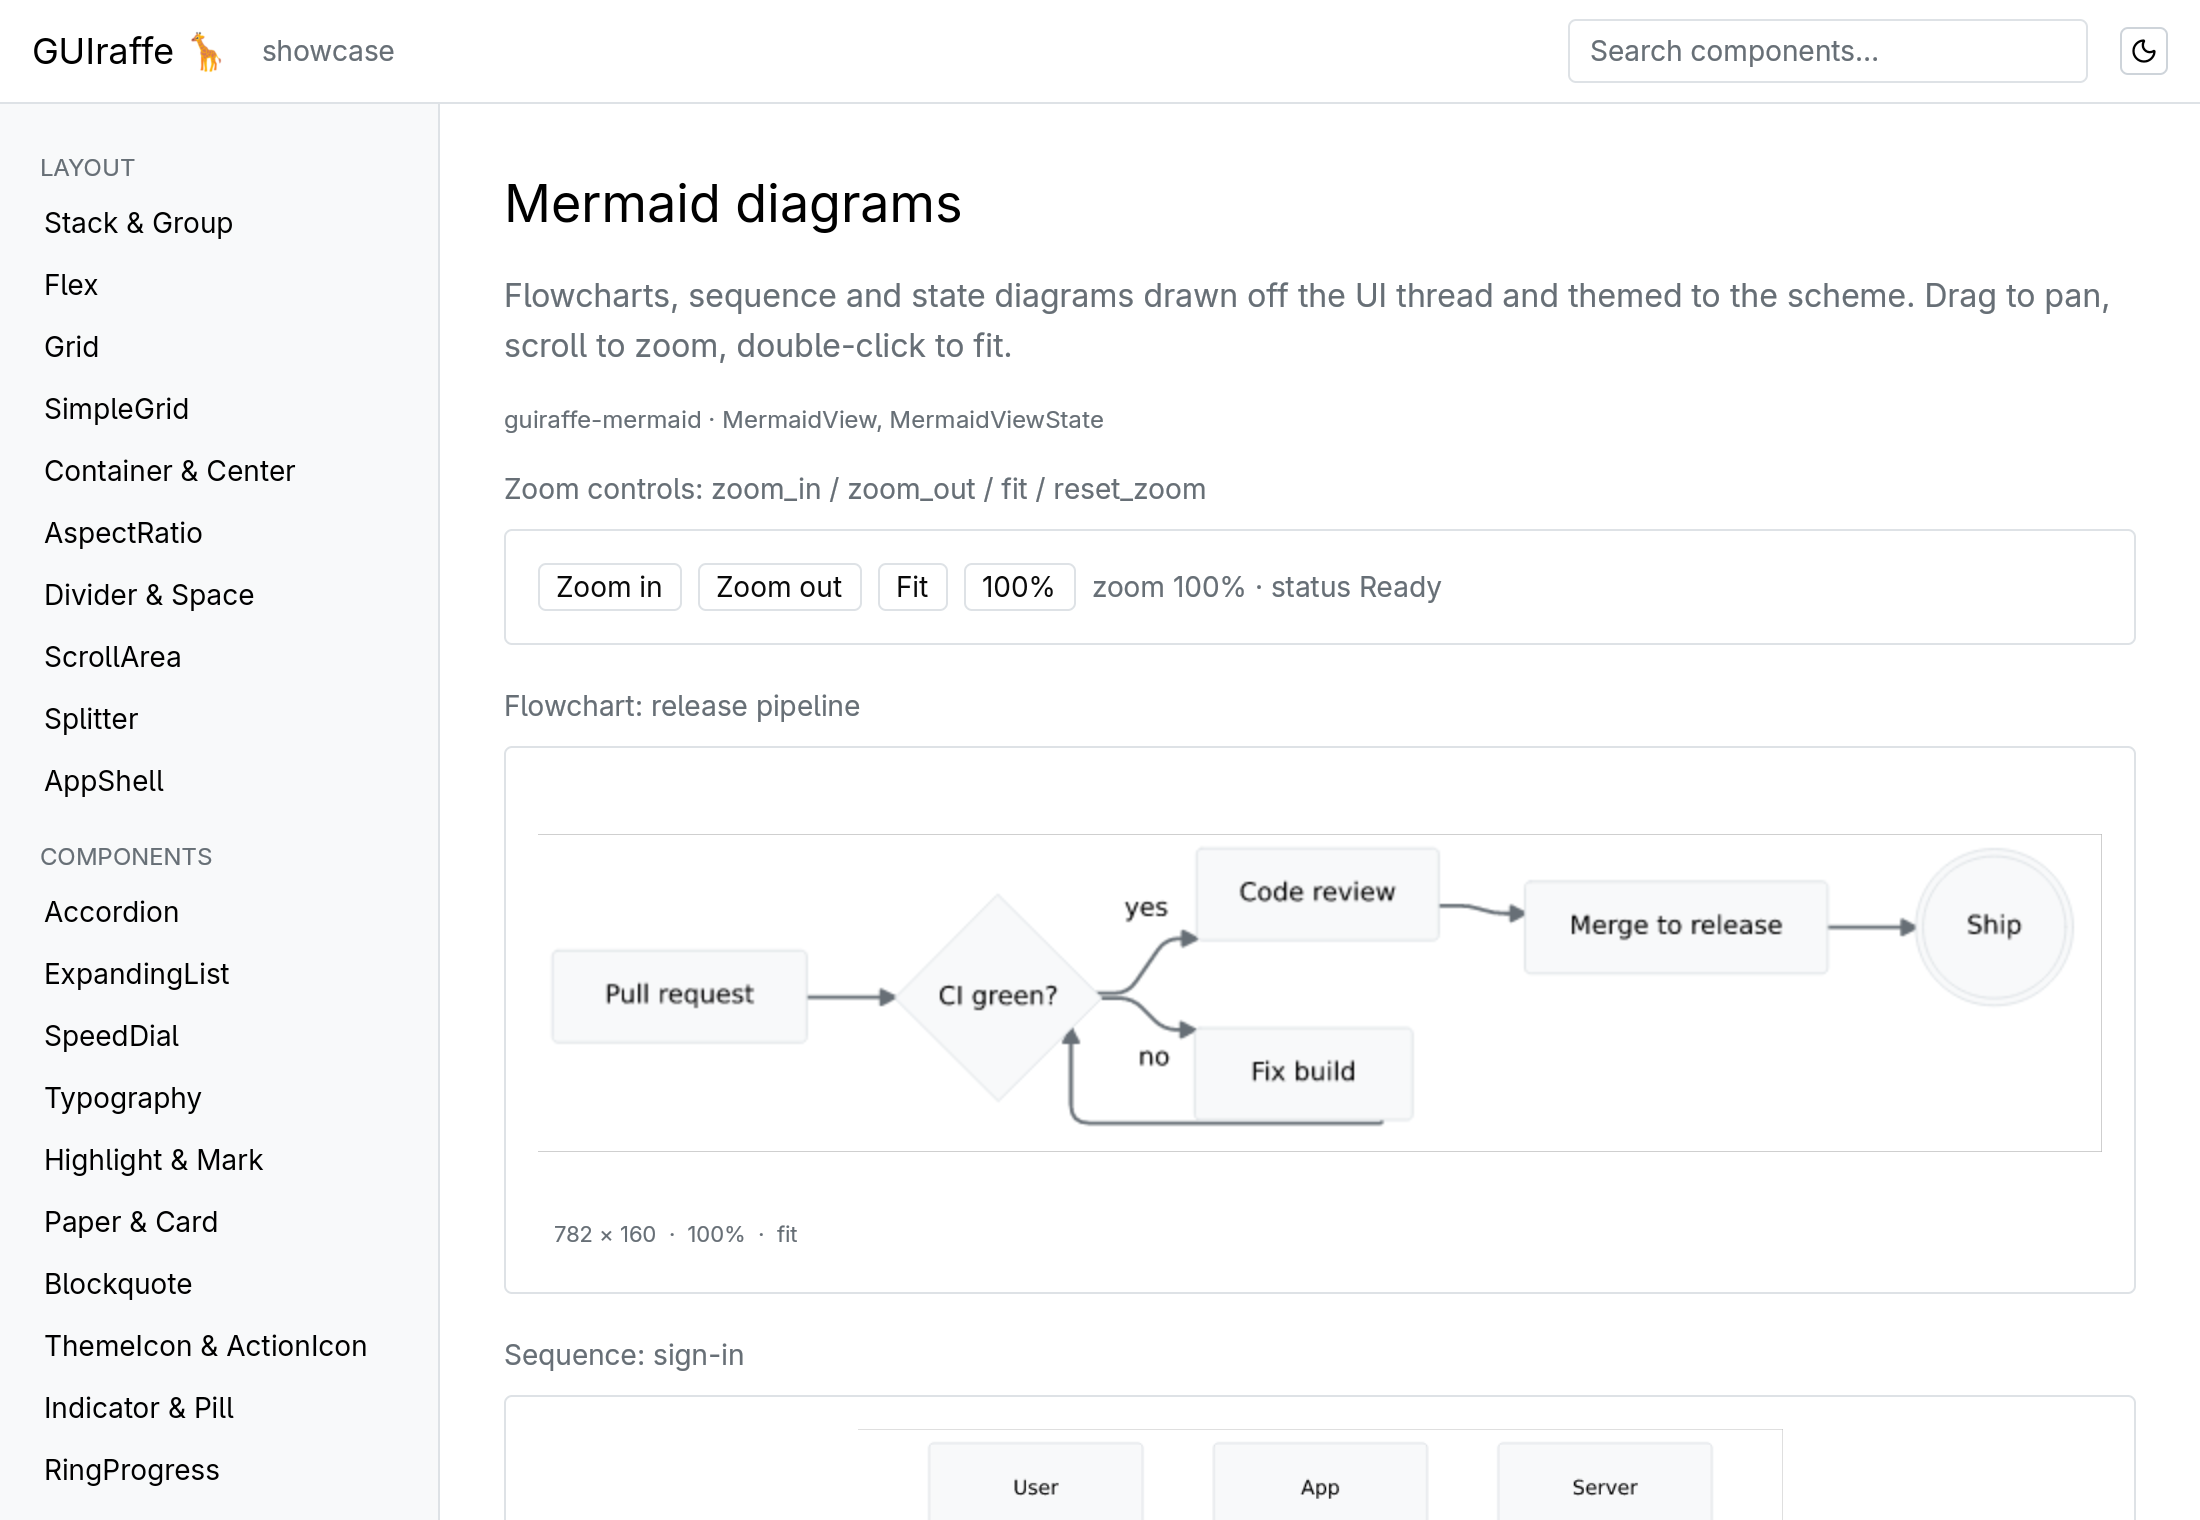 GUIraffe 🦒 showcase
Search components...
LAYOUT
Stack & Group
Flex
Grid
SimpleGrid
Container & Center
AspectRatio
Divider & Space
ScrollArea
Splitter
AppShell
COMPONENTS
Accordion
ExpandingList
SpeedDial
Typography
Highlight & Mark
Paper & Card
Blockquote
ThemeIcon & ActionIcon
Indicator & Pill
RingProgress
Mermaid diagrams
Flowcharts, sequence and state diagrams drawn off the UI thread and themed to the scheme. Drag to pan,
scroll to zoom, double-click to fit.
guiraffe-mermaid · MermaidView, MermaidViewState
Zoom controls: zoom_in / zoom_out / fit / reset_zoom
Zoom in Zoom out Fit 100% zoom 100% · status Ready
Flowchart: release pipeline
Pull request
CI green?
yes
no
Code review
Fix build
Merge to release
Ship
782 × 160 · 100% · fit
Sequence: sign-in
User App Server